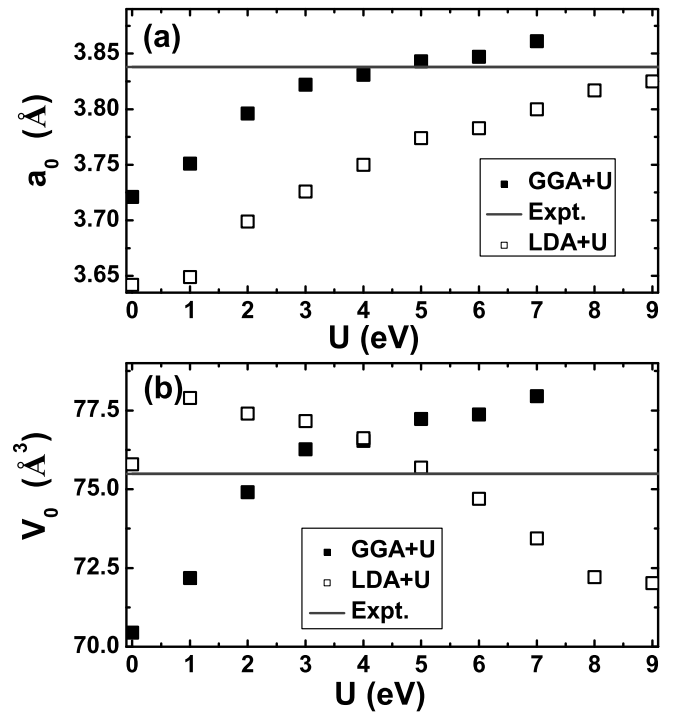 (a)
3.85
3.80
3.75
3.70
3.65
a0 (Å)
GGA+U
Expt.
LDA+U
0 1 2 3 4 5 6 7 8 9
U (eV)
(b)
77.5
75.0
72.5
70.0
V0 (Å3)
GGA+U
LDA+U
Expt.
0 1 2 3 4 5 6 7 8 9
U (eV)